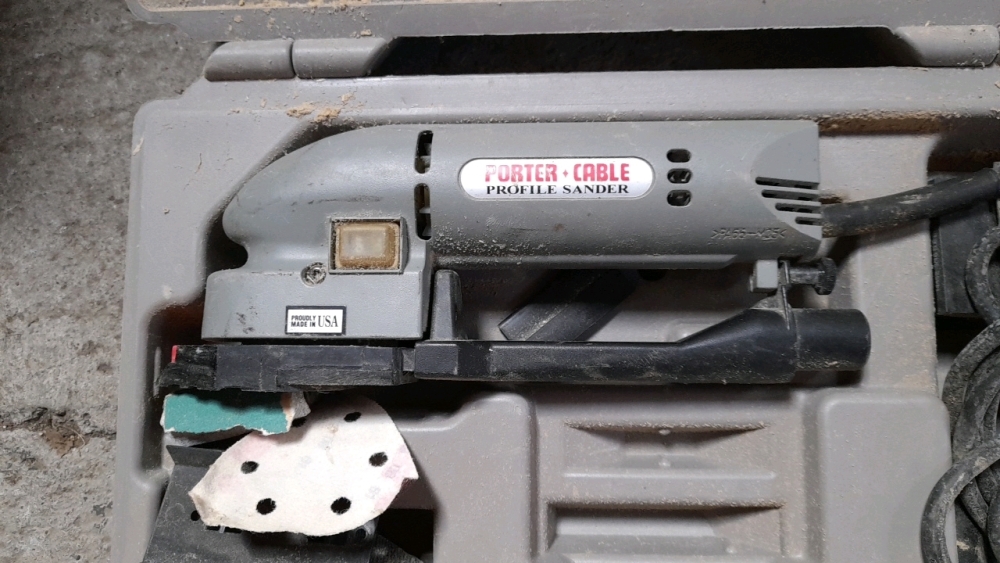 PORTER+CABLE
PROFILE SANDER
PROUDLY
MADE IN USA